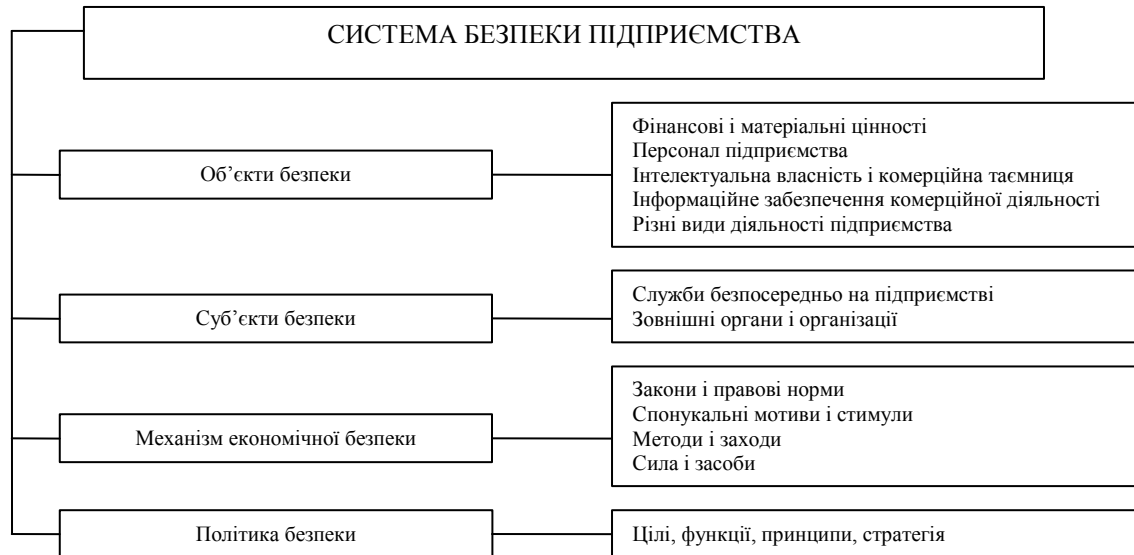 СИСТЕМА БЕЗПЕКИ ПІДПРИЄМСТВА
Об’єкти безпеки
Фінансові і матеріальні цінності
Персонал підприємства
Інтелектуальна власність і комерційна таємниця
Інформаційне забезпечення комерційної діяльності
Різні види діяльності підприємства
Суб’єкти безпеки
Служби безпосередньо на підприємстві
Зовнішні органи і організації
Механізм економічної безпеки
Закони і правові норми
Спонукальні мотиви і стимули
Методи і заходи
Сила і засоби
Політика безпеки
Цілі, функції, принципи, стратегія